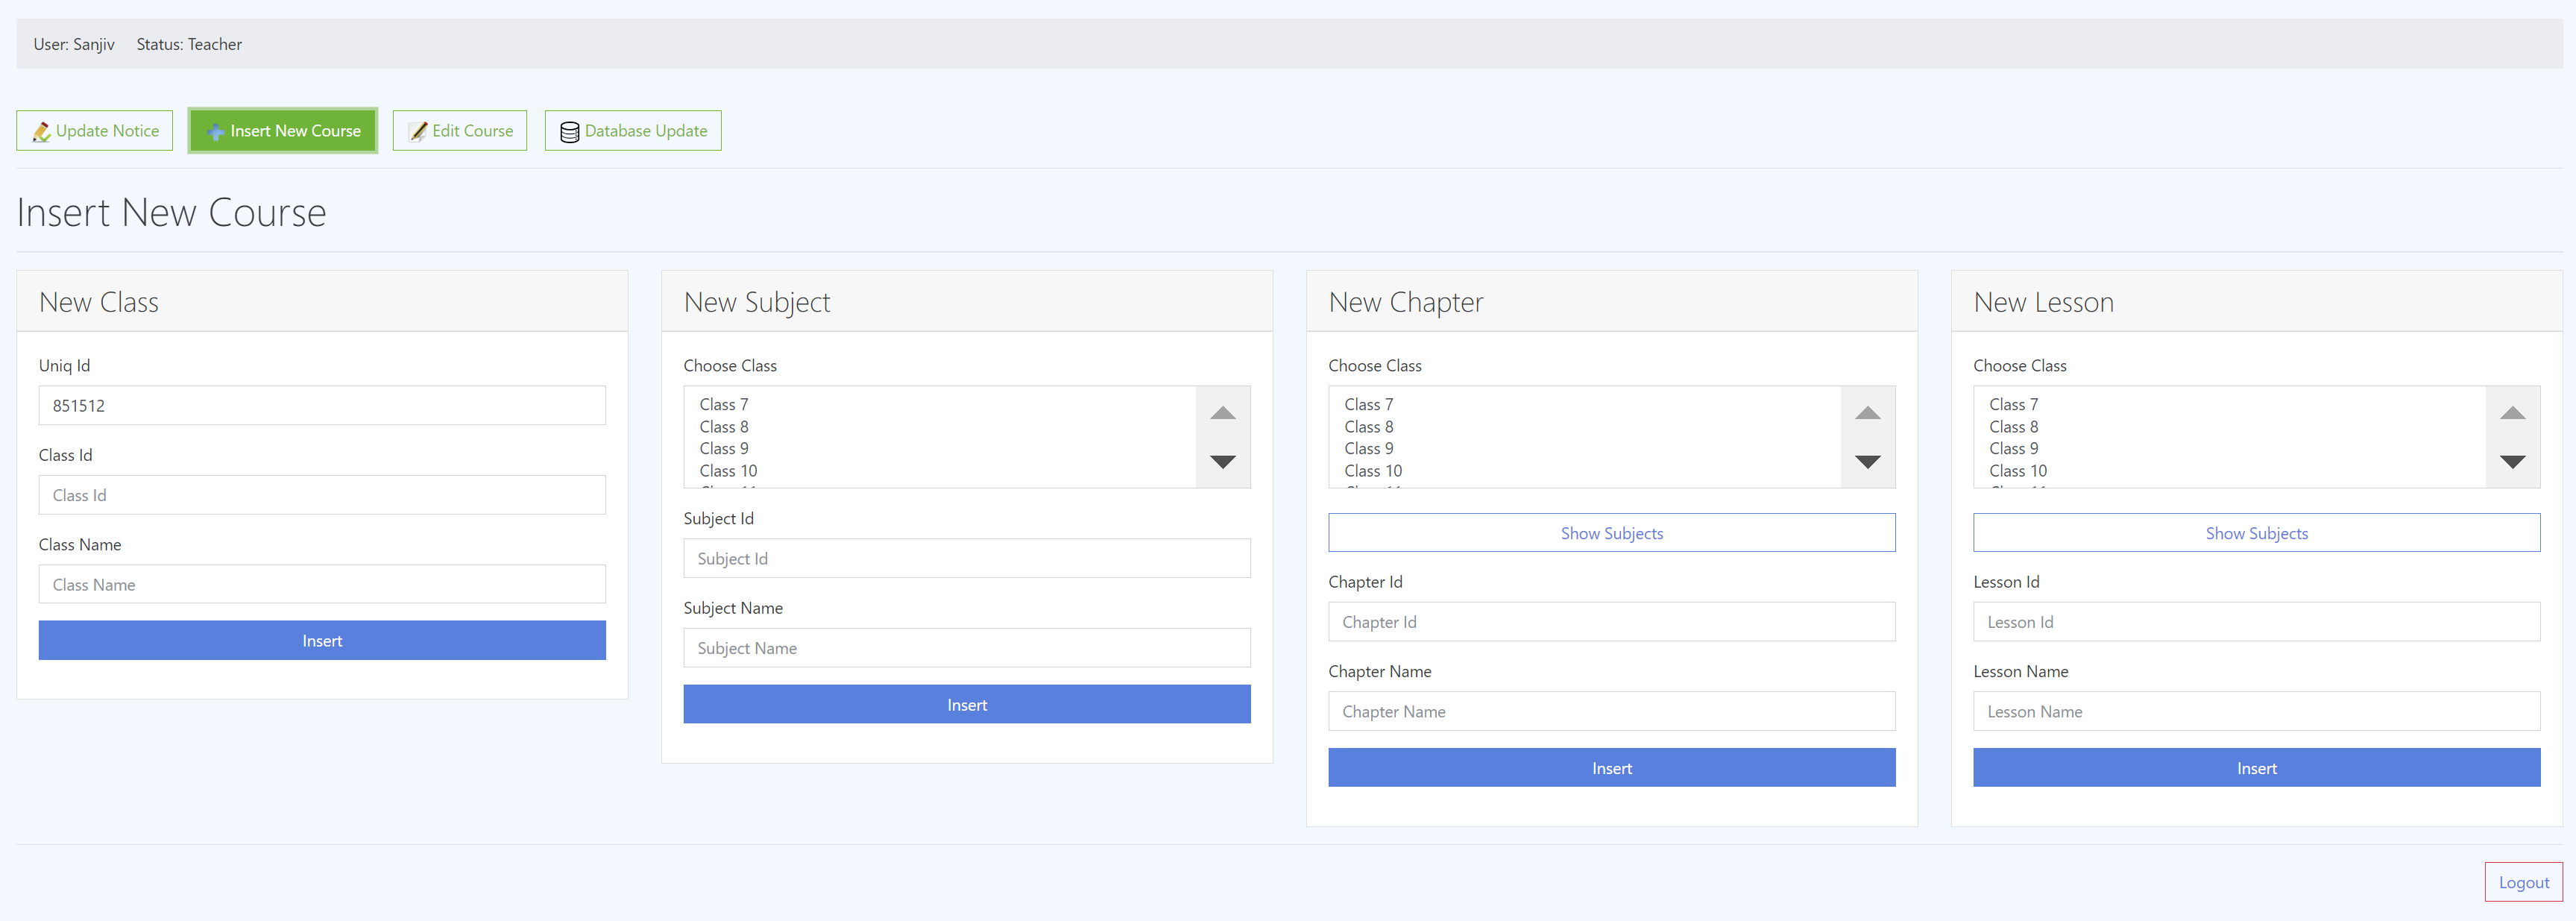 User: Sanjiv Status: Teacher
Update Notice
Insert New Course
Edit Course
Database Update
Insert New Course
New Class
Uniq Id
851512
Class Id
Class Id
Class Name
Class Name
Insert
New Subject
Choose Class
Class 7
Class 8
Class 9
Class 10
Subject Id
Subject Id
Subject Name
Subject Name
Insert
New Chapter
Choose Class
Class 7
Class 8
Class 9
Class 10
Show Subjects
Chapter Id
Chapter Id
Chapter Name
Chapter Name
Insert
New Lesson
Choose Class
Class 7
Class 8
Class 9
Class 10
Show Subjects
Lesson Id
Lesson Id
Lesson Name
Lesson Name
Insert
Logout